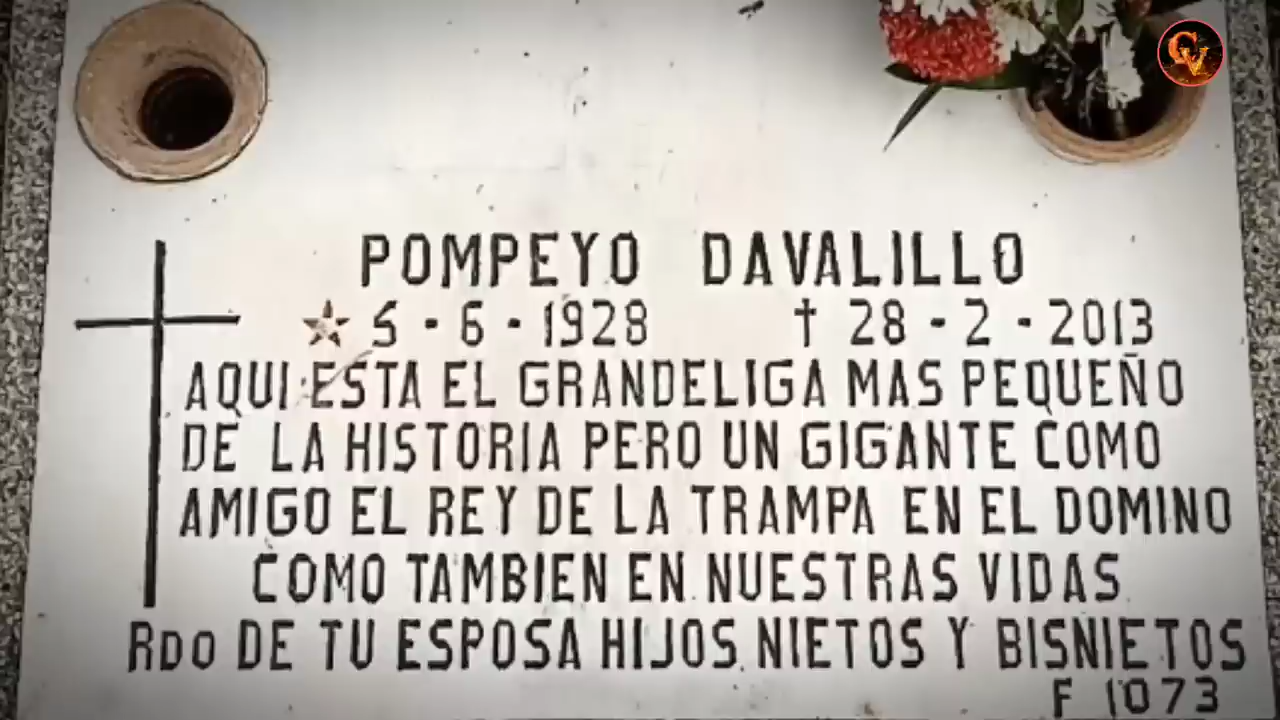 CV
POMPEYO DAVALILLO
5 - 6 - 1928 † 28 - 2 - 2013
AQUI ESTA EL GRANDELIGA MAS PEQUEÑO
DE LA HISTORIA PERO UN GIGANTE COMO
AMIGO EL REY DE LA TRAMPA EN EL DOMINO
COMO TAMBIEN EN NUESTRAS VIDAS
RDO DE TU ESPOSA HIJOS NIETOS Y BISNIETOS
F 1073